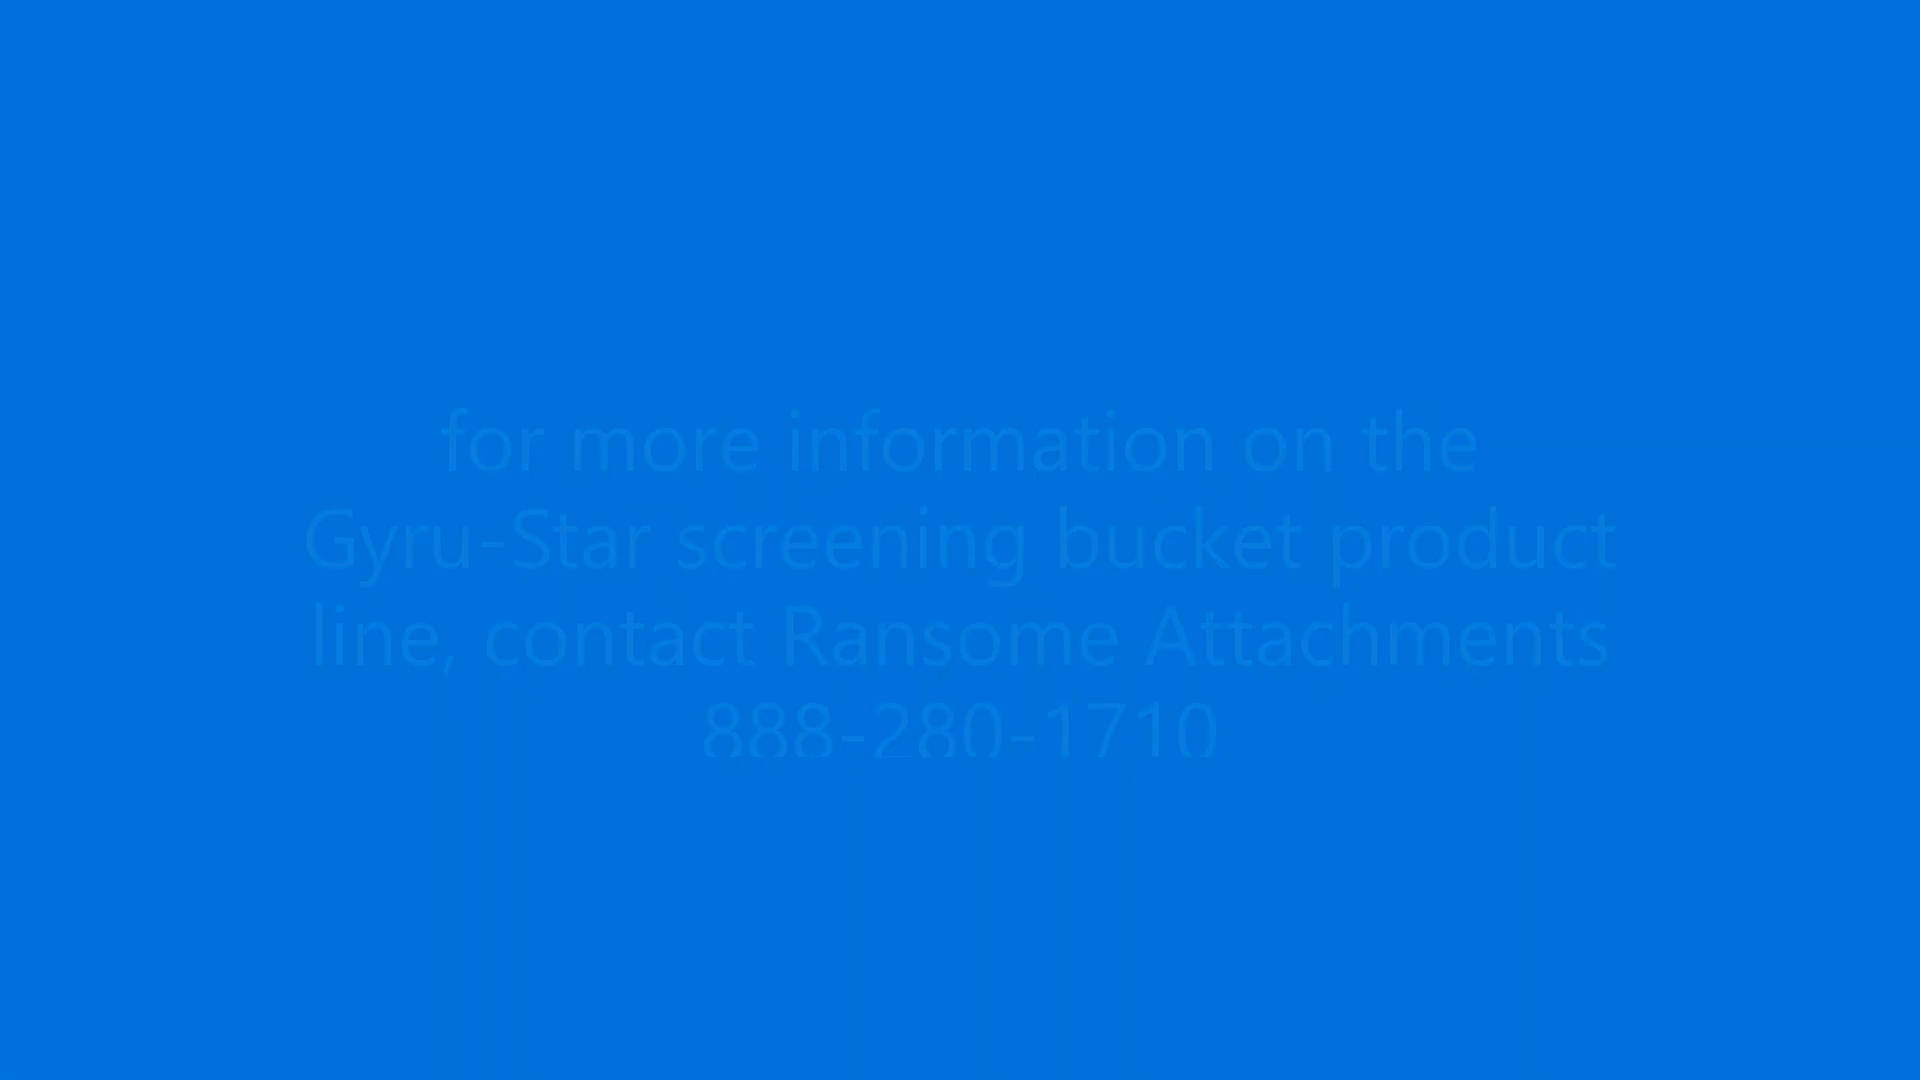 for more information on the
Gyru-Star screening bucket product
line, contact Ransome Attachments
888-280-1710